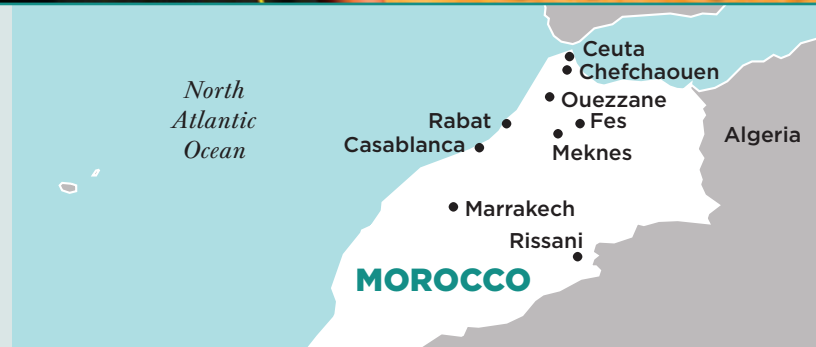 Ceuta
Chefchaouen
North
Atlantic
Ocean
Ouezzane
Rabat
Fes
Algeria
Casablanca
Meknes
Marrakech
Rissani
MOROCCO